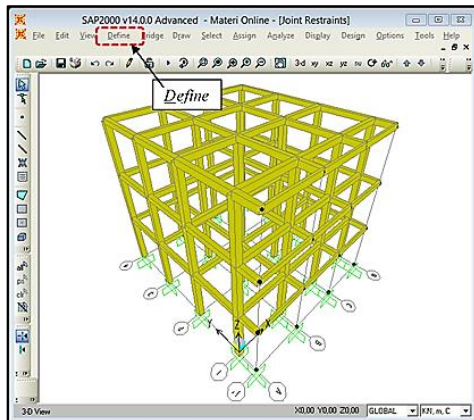 SAP2000 v14.0.0 Advanced - Materi Online - [Joint Restraints]
File Edit View Define Bridge Draw Select Assign Analyze Display Design Options Tools Help
3-d xy xz yz nv
Define
Z
Y X
3-D View X0,00 Y0,00 Z0,00 GLOBAL KN, m, C